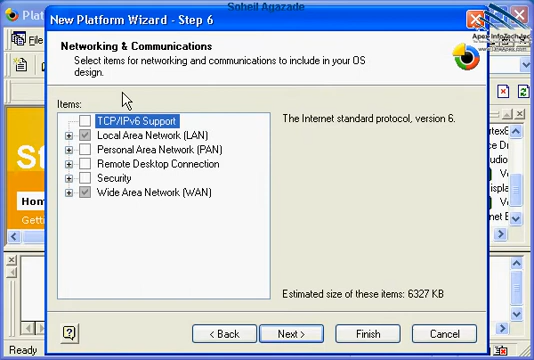 Soheil Agazade
New Platform Wizard - Step 6
File
Networking & Communications
Select items for networking and communications to include in your OS
design.
Items:
TCP/IPv6 Support
Local Area Network (LAN)
Personal Area Network (PAN)
Remote Desktop Connection
Security
Wide Area Network (WAN)
The Internet standard protocol, version 6.
Estimated size of these items: 6327 KB
< Back
Next >
Finish
Cancel
Ready